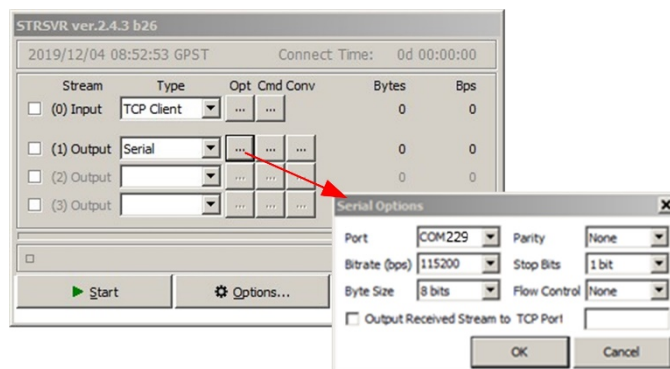 STRSVR ver.2.4.3 b26
2019/12/04 08:52:53 GPST Connect Time: 0d 00:00:00
Stream Type Opt Cmd Conv Bytes Bps
(0) Input TCP Client ... ... 0 0
(1) Output Serial ... ... ... 0 0
(2) Output ... ... ... 0 0
(3) Output ... ... ...
Start Options...
Serial Options
Port COM229 Parity None
Bitrate (bps) 115200 Stop Bits 1 bit
Byte Size 8 bits Flow Control None
Output Received Stream to TCP Port
OK Cancel